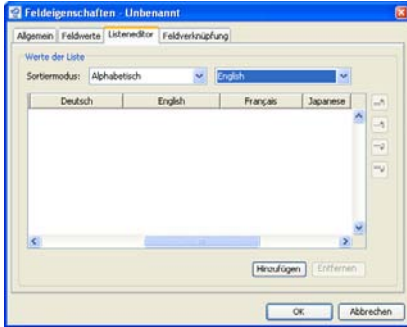 Feldeigenschaften - Unbenannt
Allgemein Feldwerte Listeneditor Feldverknüpfung
Werte der Liste
Sortiermodus: Alphabetisch English
Deutsch English Français Japanese
Hinzufügen Entfernen
OK Abbrechen